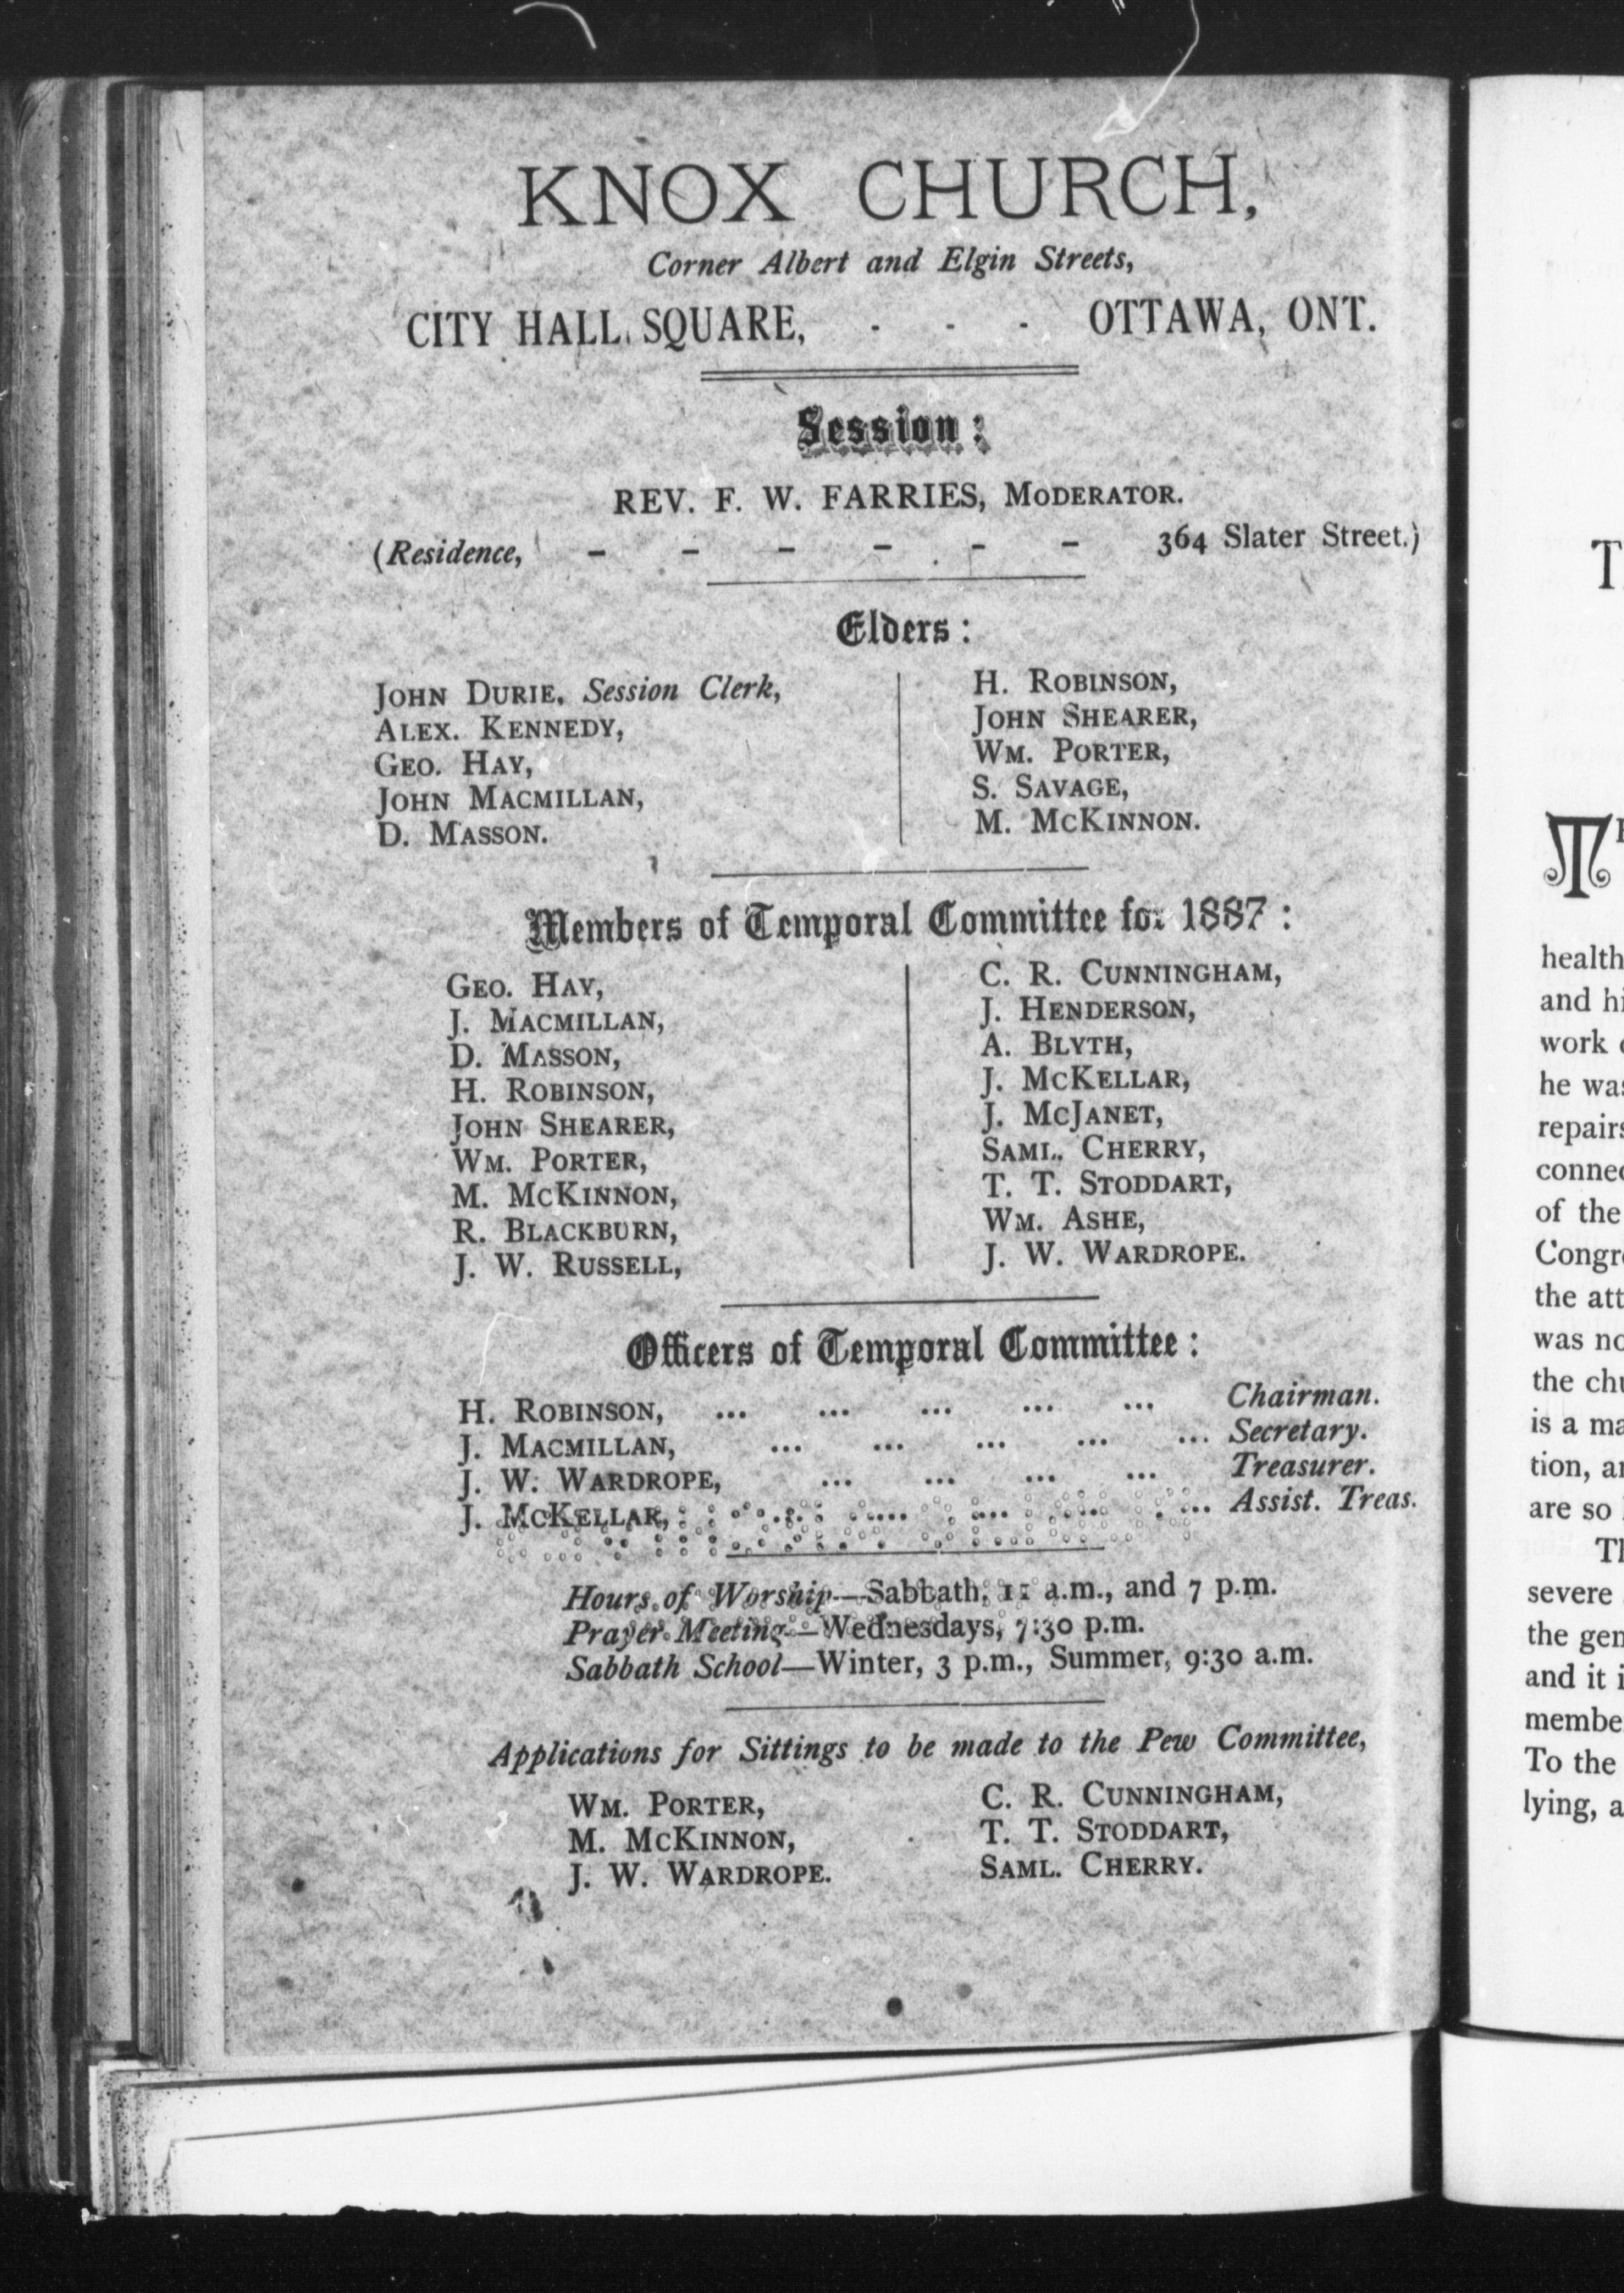 KNOX CHURCH,
Corner Albert and Elgin Streets,
CITY HALL SQUARE, - - - OTTAWA, ONT.
Session:
REV. F. W. FARRIES, MODERATOR.
(Residence, - - - - - - 364 Slater Street.)
Elders:
JOHN DURIE, Session Clerk,
ALEX. KENNEDY,
GEO. HAY,
JOHN MACMILLAN,
D. MASSON.
H. ROBINSON,
JOHN SHEARER,
WM. PORTER,
S. SAVAGE,
M. MCKINNON.
Members of Temporal Committee for 1887:
GEO. HAY,
J. MACMILLAN,
D. MASSON,
H. ROBINSON,
JOHN SHEARER,
WM. PORTER,
M. MCKINNON,
R. BLACKBURN,
J. W. RUSSELL,
C. R. CUNNINGHAM,
J. HENDERSON,
A. BLYTH,
J. MCKELLAR,
J. MCJANET,
SAML. CHERRY,
T. T. STODDART,
WM. ASHE,
J. W. WARDROPE.
Officers of Temporal Committee:
H. ROBINSON, ... ... ... ... ... Chairman.
J. MACMILLAN, ... ... ... ... ... Secretary.
J. W. WARDROPE, ... ... ... ... Treasurer.
J. MCKELLAR, ... ... ... ... ... Assist. Treas.
Hours of Worship—Sabbath, 11 a.m., and 7 p.m.
Prayer Meeting—Wednesdays, 7:30 p.m.
Sabbath School—Winter, 3 p.m., Summer, 9:30 a.m.
Applications for Sittings to be made to the Pew Committee,
WM. PORTER,
M. MCKINNON,
J. W. WARDROPE.
C. R. CUNNINGHAM,
T. T. STODDART,
SAML. CHERRY.
health
and
work
he was
repairs
of the
the
was
the
is a
tion,
are so
severe
the
and it
To the
lying,